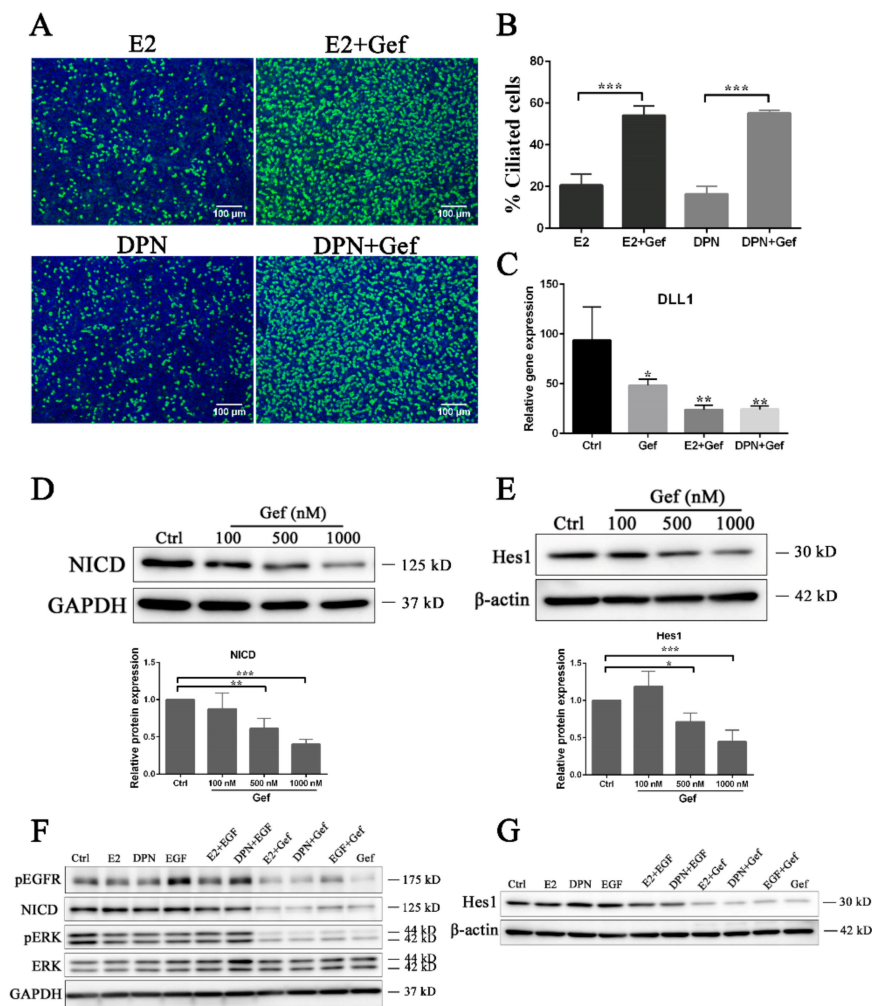 A
E2
E2+Gef
100 µm
100 µm
DPN
DPN+Gef
100 µm
100 µm
B
% Ciliated cells
80
60
40
20
0
***
***
E2
E2+Gef
DPN
DPN+Gef
C
DLL1
Relative gene expression
150
100
50
0
*
**
**
Ctrl
Gef
E2+Gef
DPN+Gef
D
Gef (nM)
Ctrl
100
500
1000
NICD
125 kD
GAPDH
37 kD
NICD
Relative protein expression
1.5
1.0
0.5
0.0
***
**
Ctrl
100 nM
500 nM
1000 nM
Gef
E
Gef (nM)
Ctrl
100
500
1000
Hes1
30 kD
β-actin
42 kD
Hes1
Relative protein expression
1.5
1.0
0.5
0.0
***
*
Ctrl
100 nM
500 nM
1000 nM
Gef
F
Ctrl
E2
DPN
EGF
E2+EGF
DPN+EGF
E2+Gef
DPN+Gef
EGF+Gef
Gef
pEGFR
175 kD
NICD
125 kD
pERK
44 kD
42 kD
ERK
44 kD
42 kD
GAPDH
37 kD
G
Ctrl
E2
DPN
EGF
E2+EGF
DPN+EGF
E2+Gef
DPN+Gef
EGF+Gef
Gef
Hes1
30 kD
β-actin
42 kD